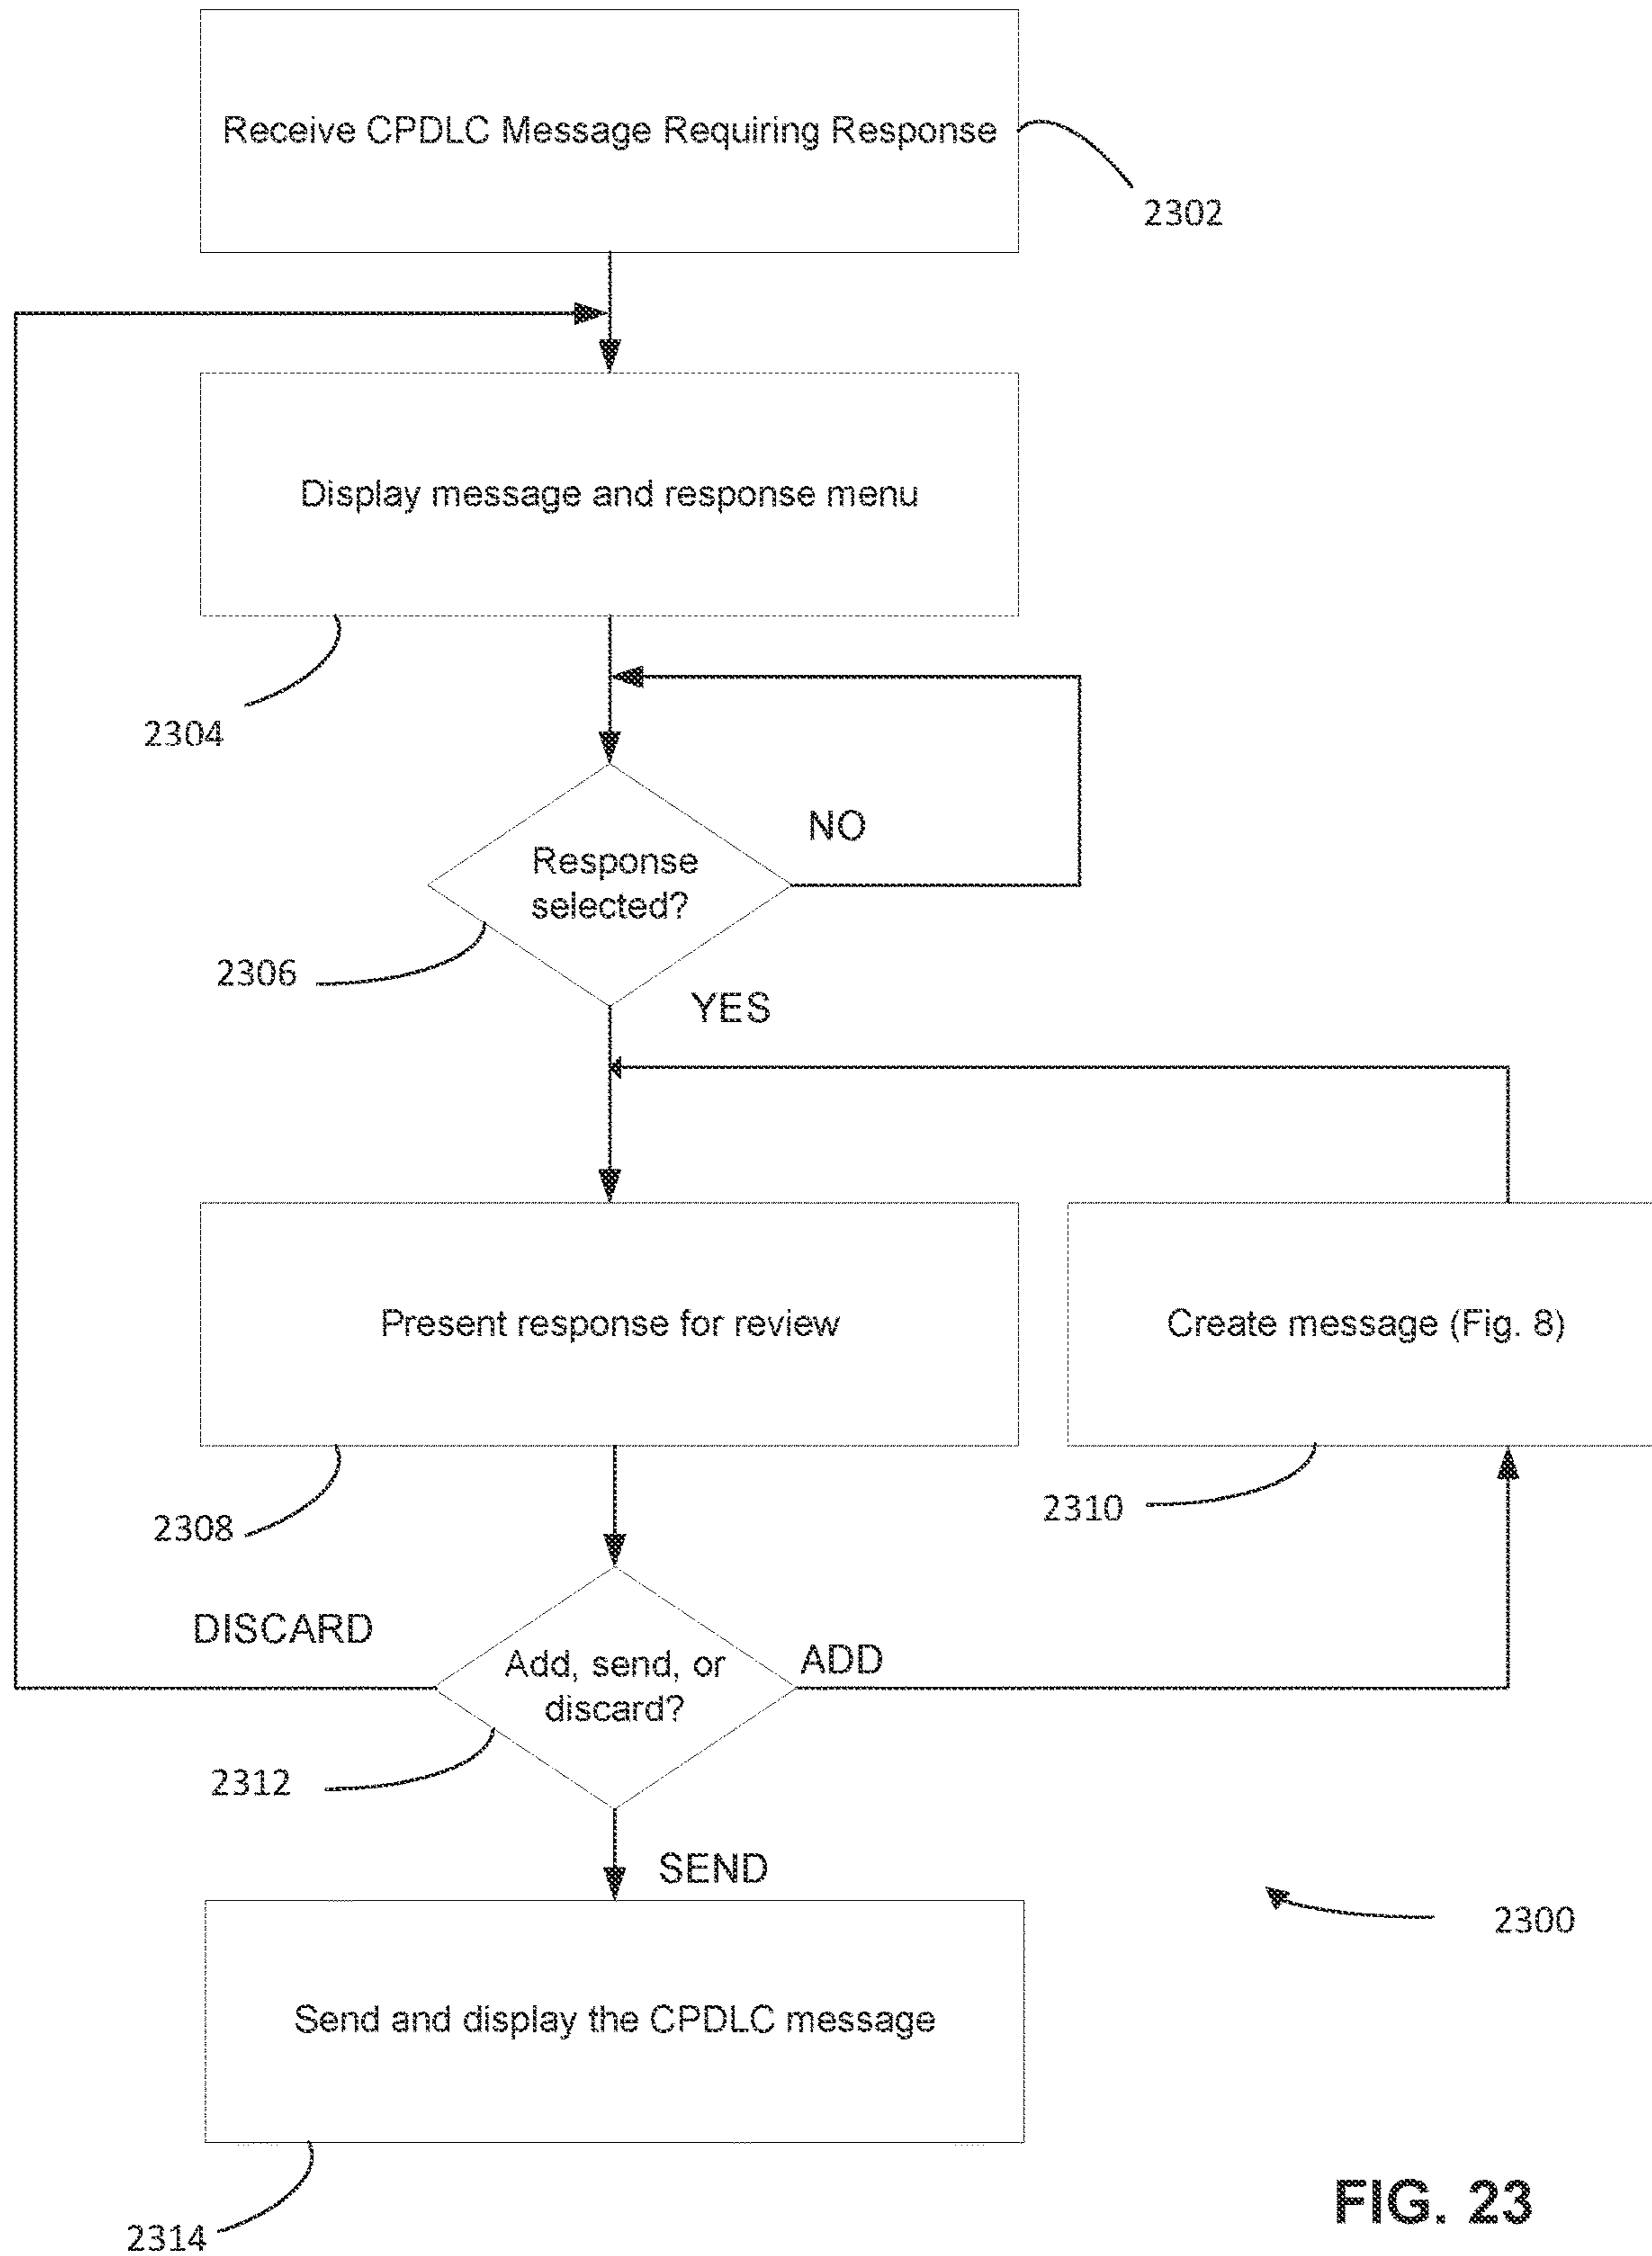 Receive CPDLC Message Requiring Response
2302
Display message and response menu
2304
NO
Response
selected?
2306
YES
Present response for review
Create message (Fig. 8)
2308
2310
DISCARD
Add, send, or
discard?
ADD
2312
SEND
2300
Send and display the CPDLC message
2314
FIG. 23